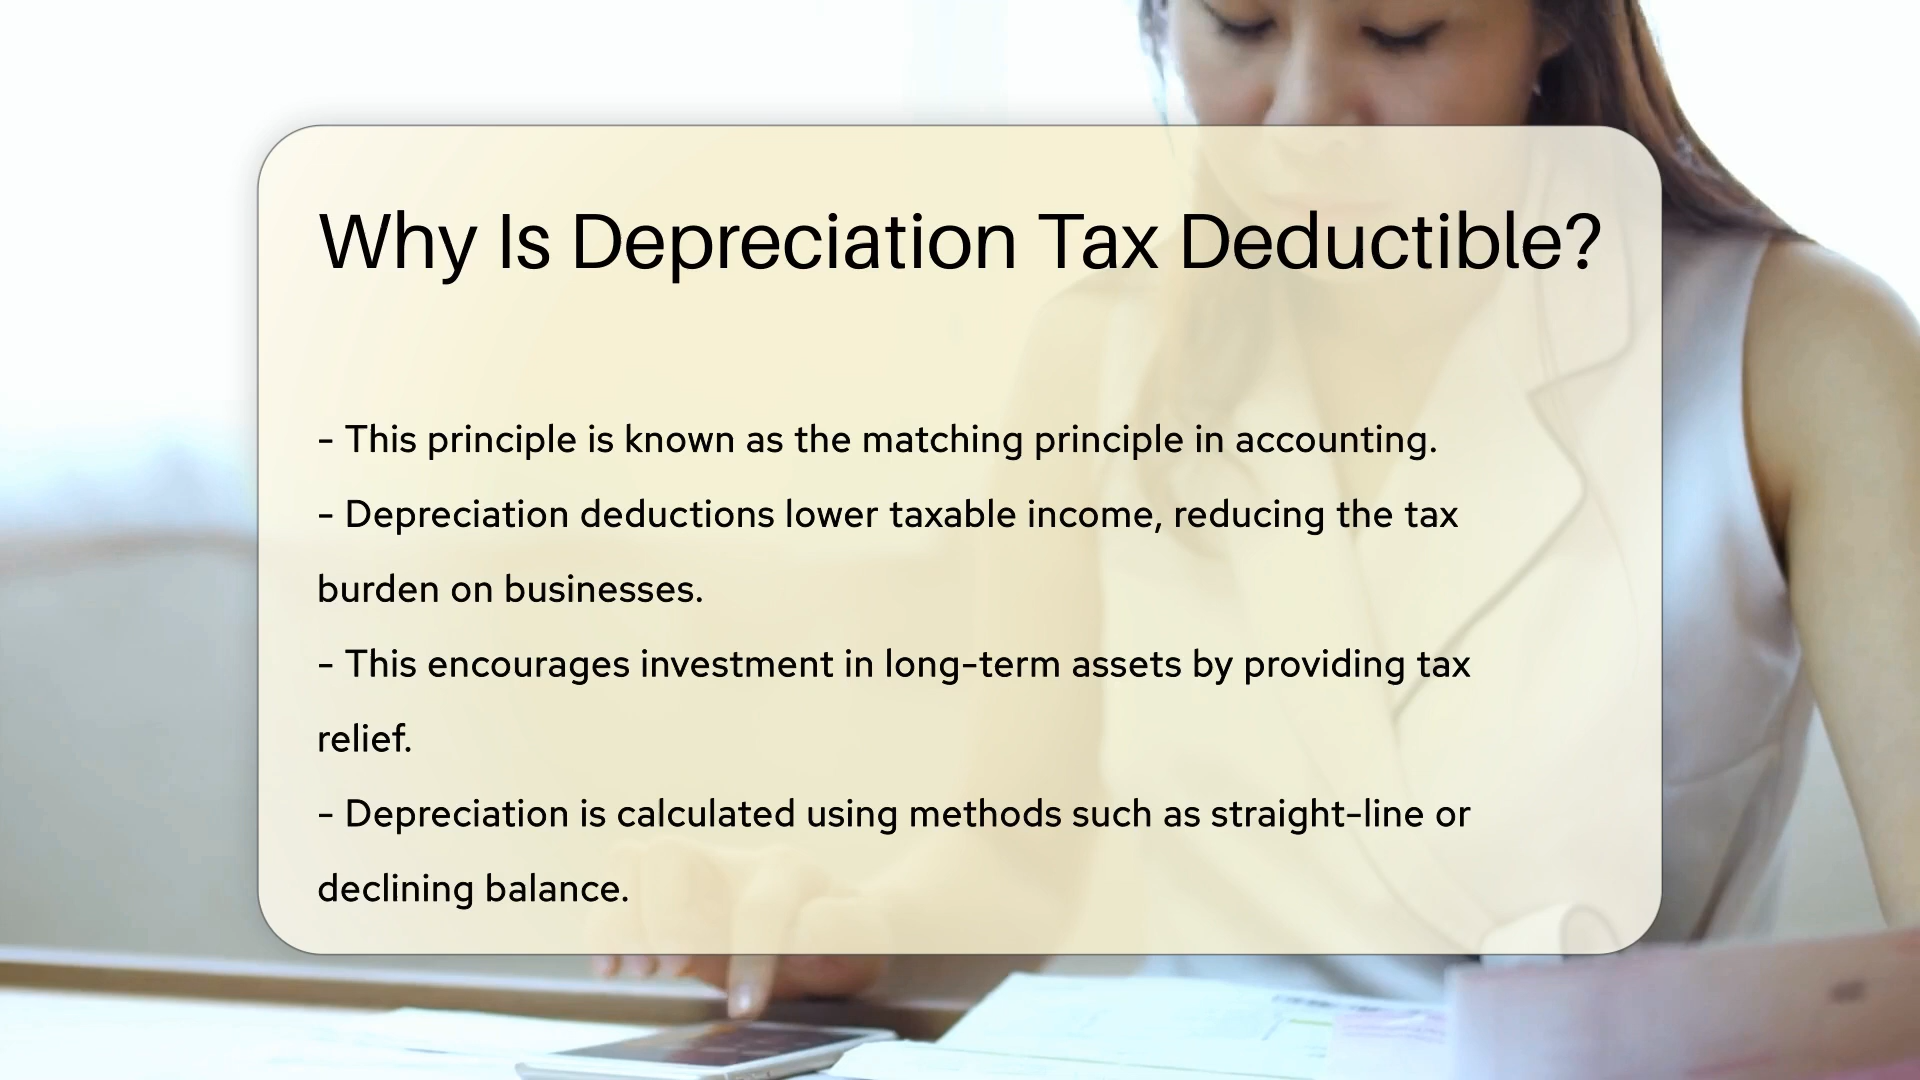 Why Is Depreciation Tax Deductible?
- This principle is known as the matching principle in accounting.
- Depreciation deductions lower taxable income, reducing the tax
burden on businesses.
- This encourages investment in long-term assets by providing tax
relief.
- Depreciation is calculated using methods such as straight-line or
declining balance.